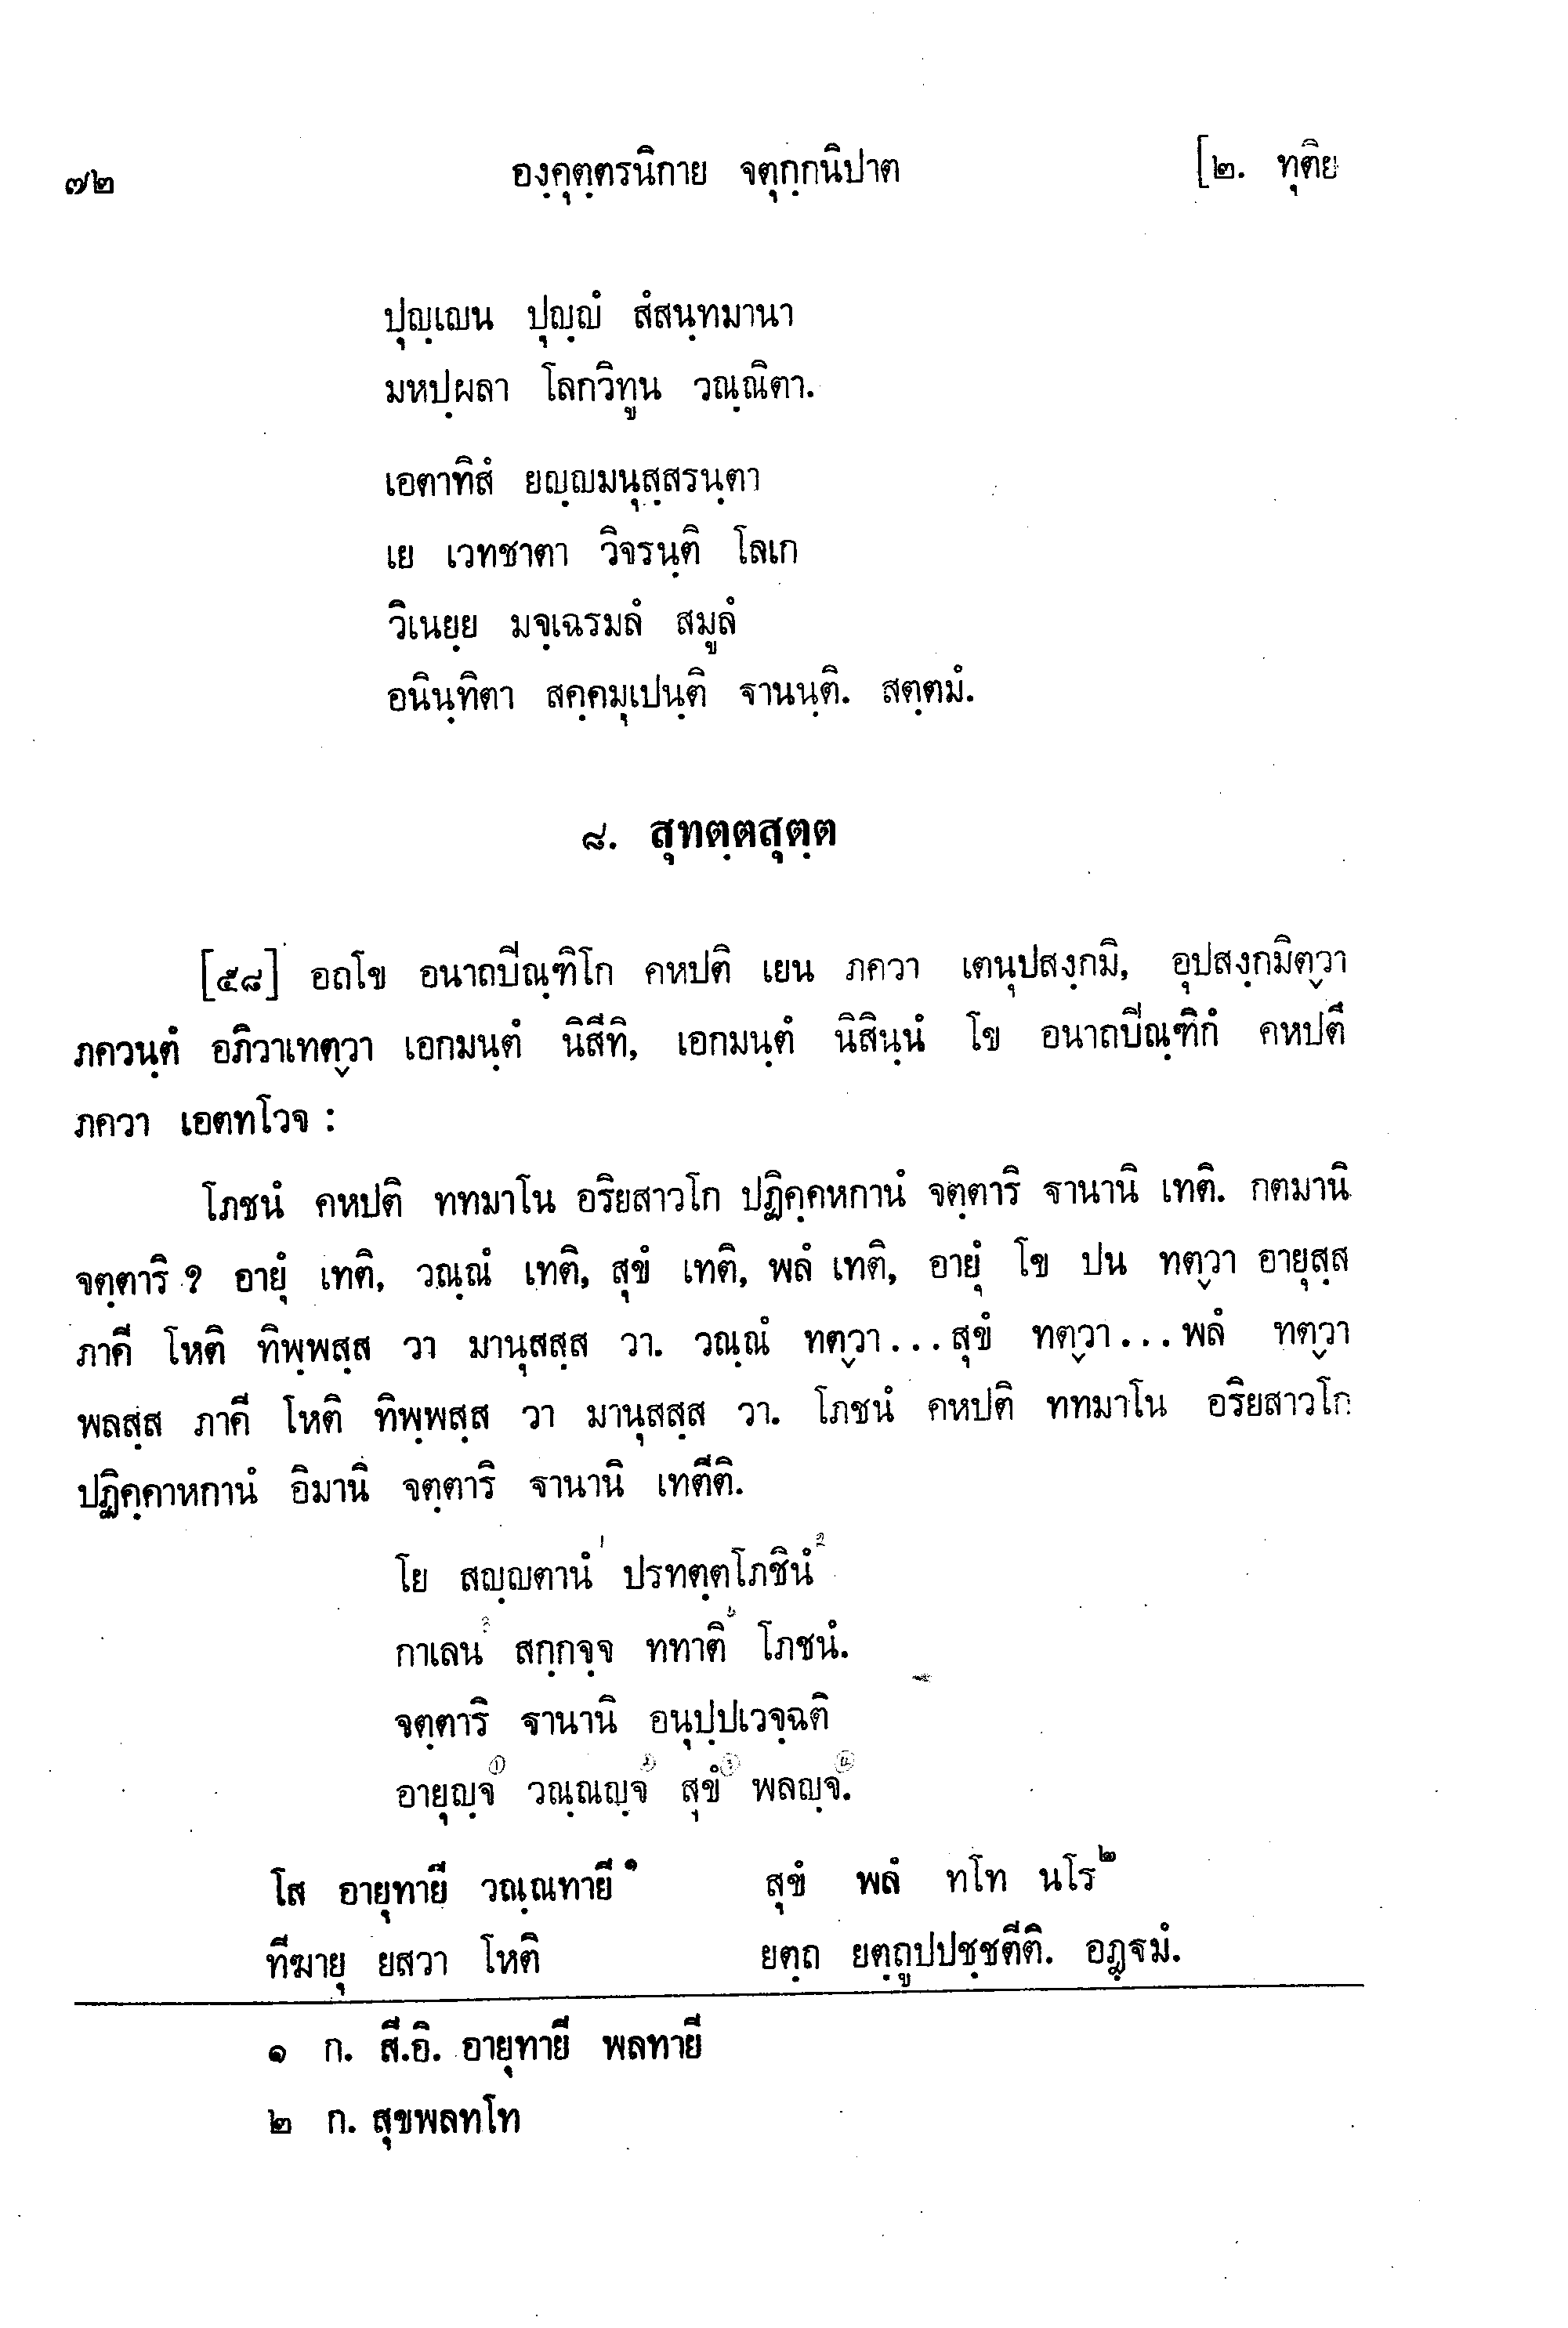 ๗๒ องฺคุตฺตรนิกาย จตุกฺกนิปาต [๒. ทุติย
ปุญฺเญน ปุญฺญํ สํสนฺทมานา
มหปฺผลา โลกวิทูน วณฺณิตา.
เอตาทิสํ ยญฺญมนุสฺสรนฺตา
เย เวทชาตา วิจรนฺติ โลเก
วิเนยฺย มจฺเฉรมลํ สมูลํ
อนินฺทิตา สคฺคมุเปนฺติ ฐานนฺติ. สตฺตมํ.
๘. สุทตฺตสุตฺต
[๕๘] อถโข อนาถบีณฺฑิโก คหปติ เยน ภควา เตนุปสงฺกมิ, อุปสงฺกมิตฺวา
ภควนฺตํ อภิวาเทตฺวา เอกมนฺตํ นิสีทิ, เอกมนฺตํ นิสินฺนํ โข อนาถบีณฺฑิกํ คหปตึ
ภควา เอตทโวจ :
โภชนํ คหปติ ททมาโน อริยสาวโก ปฏิคฺคหกานํ จตฺตาริ ฐานานิ เทติ. กตมานิ
จตฺตาริ ? อายุํ เทติ, วณฺณํ เทติ, สุขํ เทติ, พลํ เทติ, อายุํ โข ปน ทตฺวา อายุสฺส
ภาคี โหติ ทิพฺพสฺส วา มานุสสฺส วา. วณฺณํ ทตฺวา...สุขํ ทตฺวา...พลํ ทตฺวา
พลสฺส ภาคี โหติ ทิพฺพสฺส วา มานุสสฺส วา. โภชนํ คหปติ ททมาโน อริยสาวโก
ปฏิคฺคาหกานํ อิมานิ จตฺตาริ ฐานานิ เทตีติ.
โย สญฺญตานํ ปรทตฺตโภชินํ
กาเลน สกฺกจฺจ ททาติ โภชนํ.
จตฺตาริ ฐานานิ อนุปฺปเวจฺฉติ
อายุญฺจ วณฺณญฺจ สุขํ พลญฺจ.
โส อายุทายี วณฺณทายี ๑ สุขํ พลํ ทโท นโร ๒
ทีฆายุ ยสวา โหติ ยตฺถ ยตฺถูปปชฺชตีติ. อฏฺฐมํ.
๑ ก. สี.อิ. อายุทายี พลทายี
๒ ก. สุขพลทโท